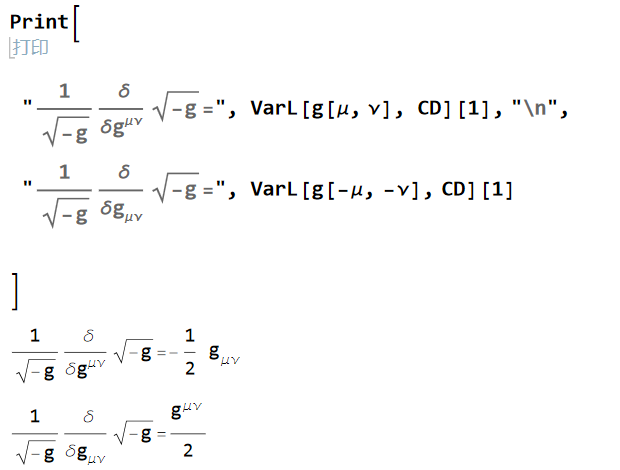 Print[
打印
"1/√-g δ/δg^μν √-g =", VarL[g[μ, ν], CD][1], "\n",
"1/√-g δ/δg_μν √-g =", VarL[g[-μ, -ν], CD][1]
]
1/√-g δ/δg^μν √-g =- 1/2 g_μν
1/√-g δ/δg_μν √-g = g^μν/2